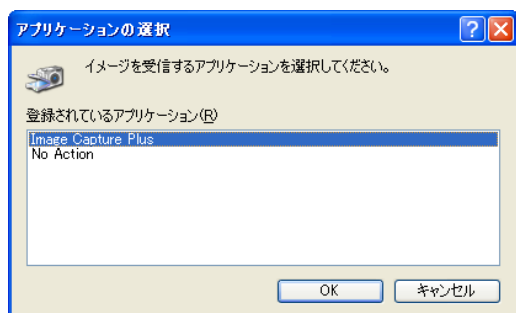 アプリケーションの選択
イメージを受信するアプリケーションを選択してください。
登録されているアプリケーション(R)
Image Capture Plus
No Action
OK
キャンセル